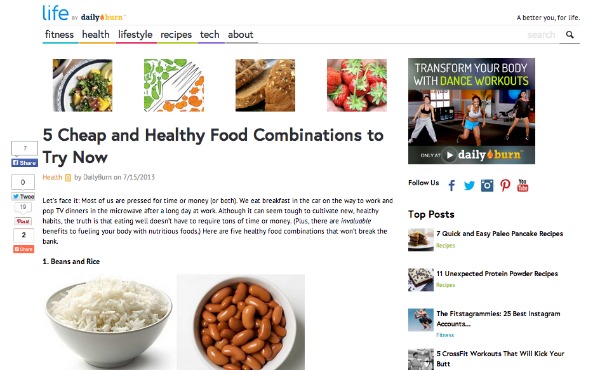 life BY dailyburn
A better you, for life.
fitness health lifestyle recipes tech about
search
TRANSFORM YOUR BODY
WITH DANCE WORKOUTS
ONLY AT dailyburn
5 Cheap and Healthy Food Combinations to
Try Now
7
Share
0
Tweet
19
Pin it
2
Share
Health by DailyBurn on 7/15/2013
Let's face it: Most of us are pressed for time or money (or both). We eat breakfast in the car on the way to work and
pop TV dinners in the microwave after a long day at work. Although it can seem tough to cultivate new, healthy
habits, the truth is that eating well doesn't have to require tons of time or money. (Plus, there are invaluable
benefits to fueling your body with nutritious foods.) Here are five healthy food combinations that won't break the
bank.
1. Beans and Rice
Follow Us
You Tube
Top Posts
7 Quick and Easy Paleo Pancake Recipes
Recipes
11 Unexpected Protein Powder Recipes
Recipes
The Fitstagrammies: 25 Best Instagram
Accounts...
Fitness
5 CrossFit Workouts That Will Kick Your
Butt